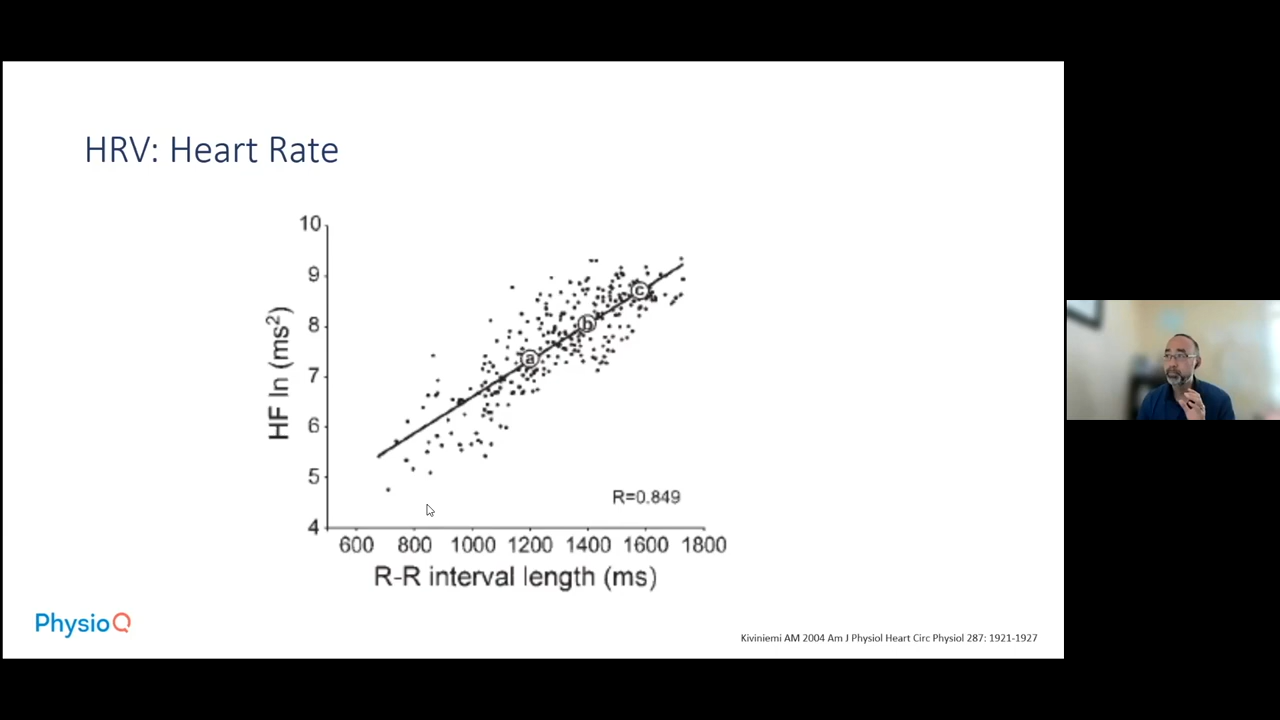 HRV: Heart Rate
10
9
8
7
6
5
4
HF ln (ms²)
a
b
c
R=0.849
600 800 1000 1200 1400 1600 1800
R-R interval length (ms)
PhysioQ
Kiviniemi AM 2004 Am J Physiol Heart Circ Physiol 287: 1921-1927